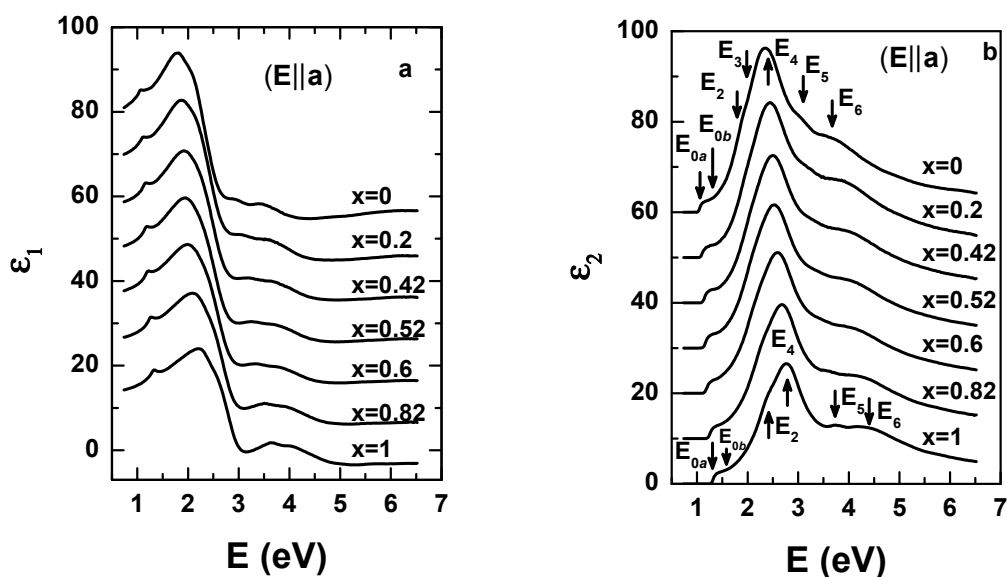 100
80
60
40
20
0
ε1
(E||a)
a
x=0
x=0.2
x=0.42
x=0.52
x=0.6
x=0.82
x=1
1 2 3 4 5 6 7
E (eV)
100
80
60
40
20
0
ε2
(E||a)
b
E0a
E0b
E2
E3
E4
E5
E6
x=0
x=0.2
x=0.42
x=0.52
x=0.6
x=0.82
x=1
E0a
E0b
E4
E2
E5
E6
1 2 3 4 5 6 7
E (eV)